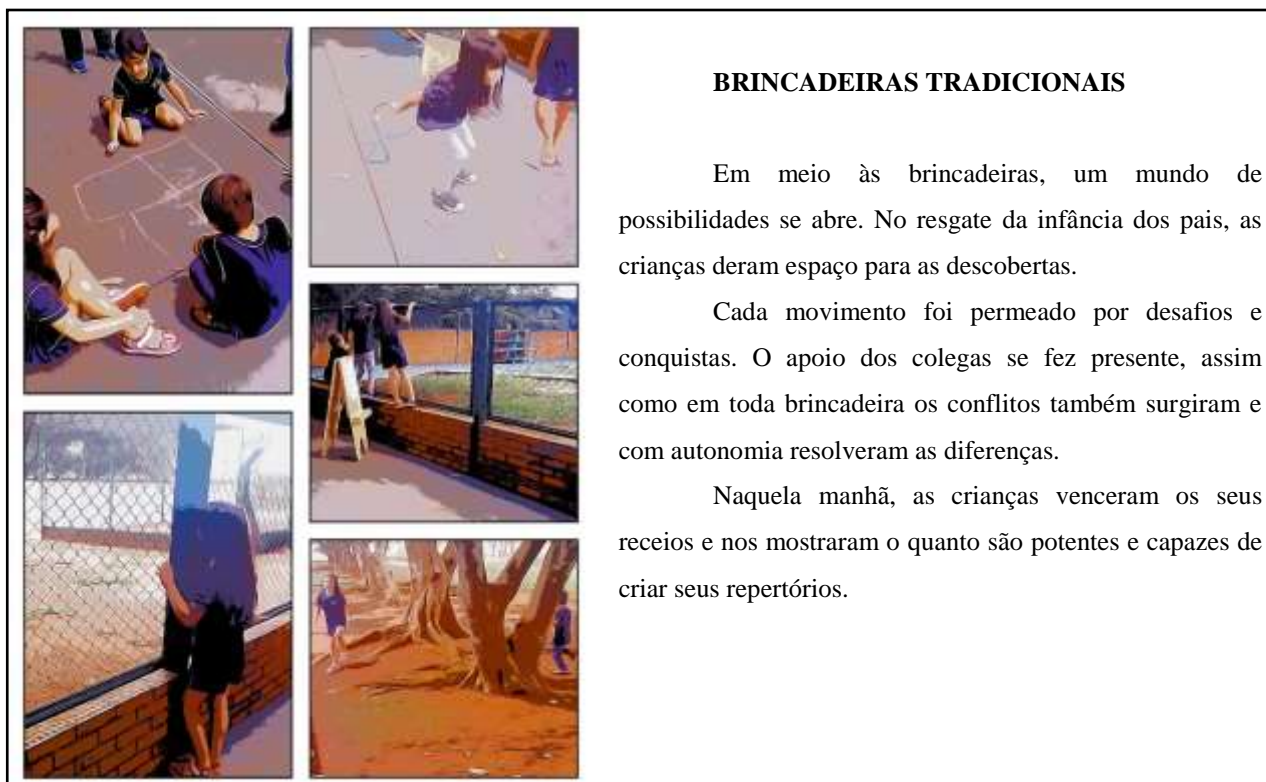 BRINCADEIRAS TRADICIONAIS
Em meio às brincadeiras, um mundo de
possibilidades se abre. No resgate da infância dos pais, as
crianças deram espaço para as descobertas.
Cada movimento foi permeado por desafios e
conquistas. O apoio dos colegas se fez presente, assim
como em toda brincadeira os conflitos também surgiram e
com autonomia resolveram as diferenças.
Naquela manhã, as crianças venceram os seus
receios e nos mostraram o quanto são potentes e capazes de
criar seus repertórios.